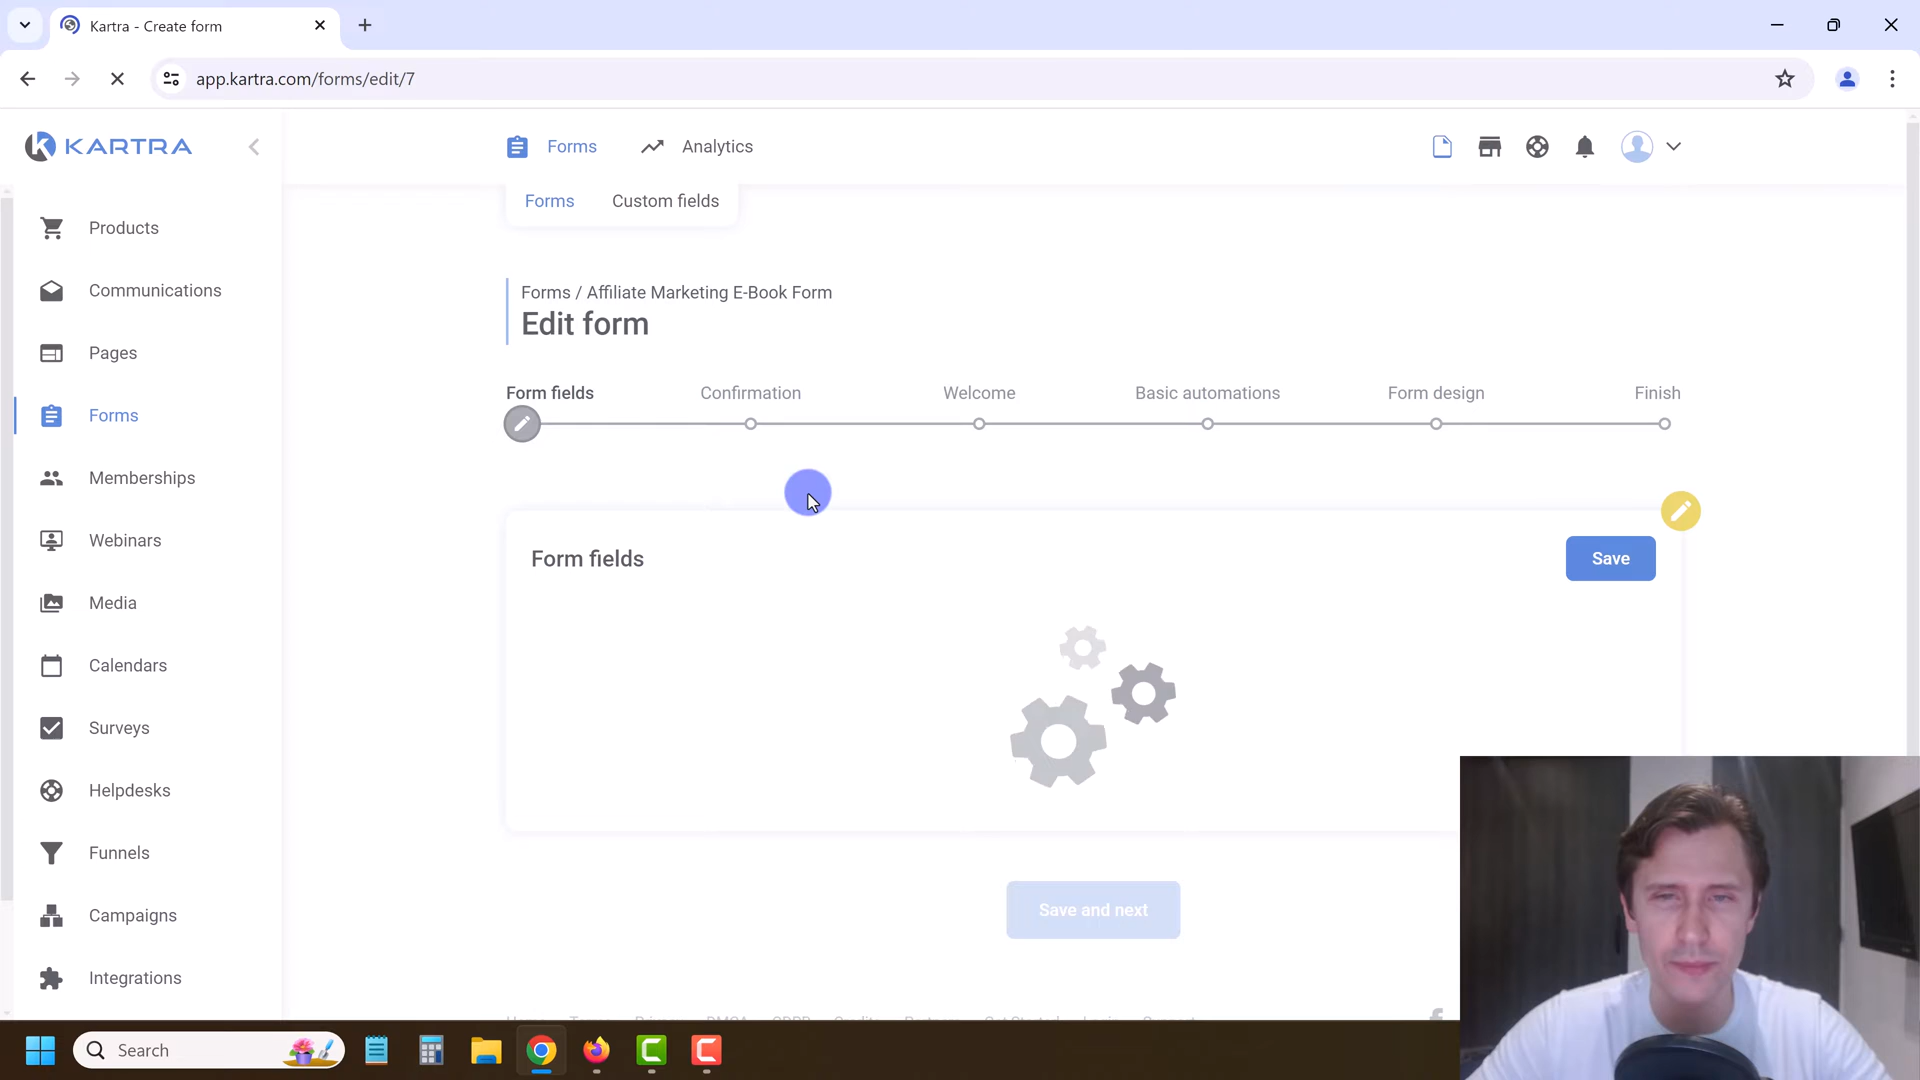 Kartra - Create form
app.kartra.com/forms/edit/7
KARTRA
Forms
Analytics
Forms
Custom fields
Products
Communications
Pages
Forms
Memberships
Webinars
Media
Calendars
Surveys
Helpdesks
Funnels
Campaigns
Integrations
Forms / Affiliate Marketing E-Book Form
Edit form
Form fields
Confirmation
Welcome
Basic automations
Form design
Finish
Form fields
Save
Save and next
Search